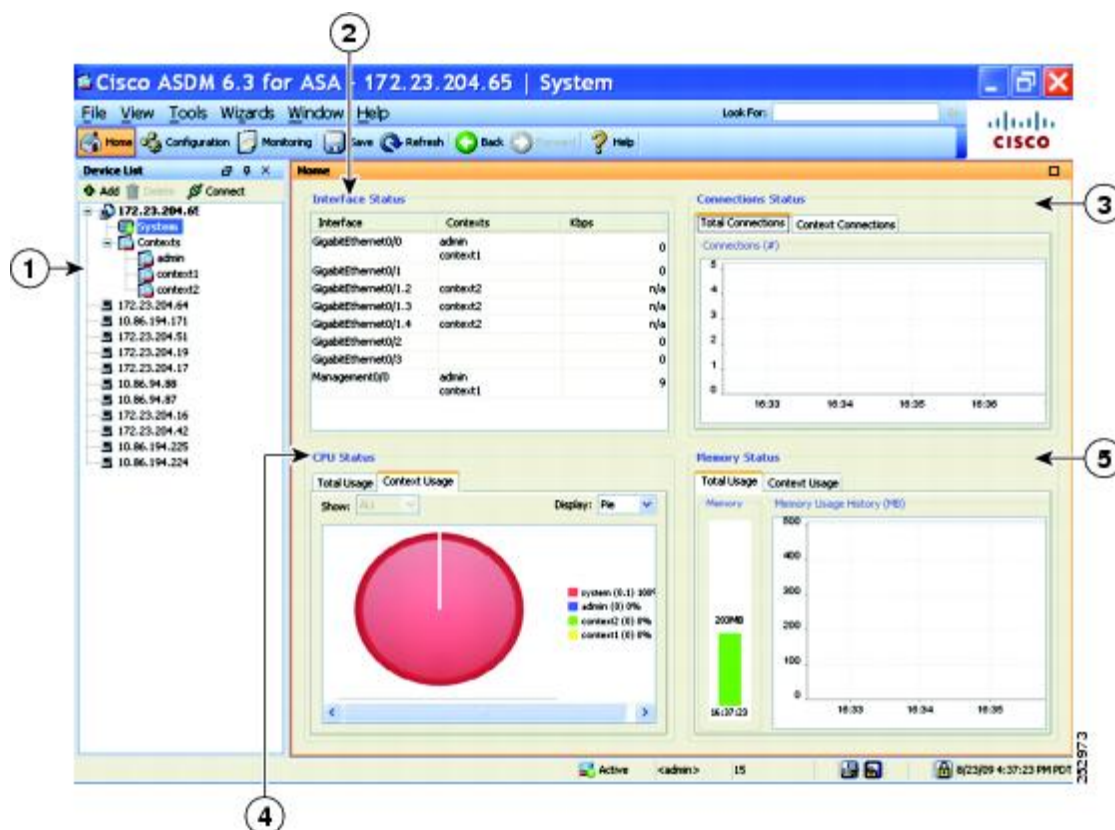 2
Cisco ASDM 6.3 for ASA - 172.23.204.65 | System
File View Tools Wizards Window Help Look For:
Home Configuration Monitoring Save Refresh Back Forward Help
CISCO
Device List
Add Delete Connect
172.23.204.65
System
Contexts
admin
context1
context2
172.23.204.64
10.86.194.171
172.23.204.51
172.23.204.19
172.23.204.17
10.86.94.88
10.86.94.87
172.23.204.16
172.23.204.42
10.86.194.225
10.86.194.224
1
Home
Interface Status
Interface Contexts Kbps
GigabitEthernet0/0 admin 0
context1
GigabitEthernet0/1 0
GigabitEthernet0/1.2 context2 n/a
GigabitEthernet0/1.3 context2 n/a
GigabitEthernet0/1.4 context2 n/a
GigabitEthernet0/2 0
GigabitEthernet0/3 0
Management0/0 admin 9
context1
Connections Status
3
Total Connections Context Connections
Connections (#)
5
4
3
2
1
0
16:33 16:34 16:35 16:36
CPU Status
Total Usage Context Usage
Show: ALL Display: Pie
system (0.1) 100%
admin (0) 0%
context2 (0) 0%
context1 (0) 0%
Memory Status
5
Total Usage Context Usage
Memory
203MB
16:37:23
Memory Usage History (MB)
500
400
300
200
100
0
16:33 16:34 16:35
Active <admin> 15 8/23/09 4:37:23 PM PDT
252973
4